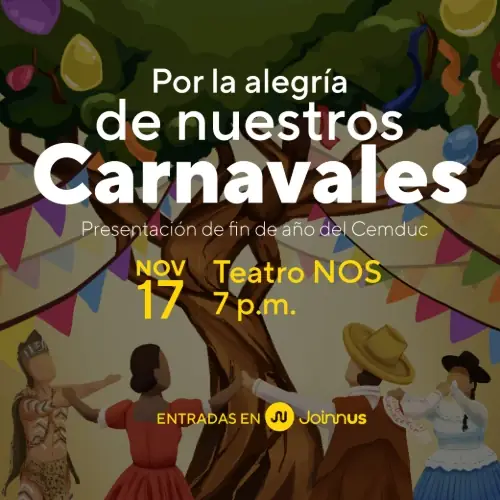 Por la alegría
de nuestros
Carnavales
Presentación de fin de año del Cemduc
NOV
17
Teatro NOS
7 p.m.
ENTRADAS EN Joinnus